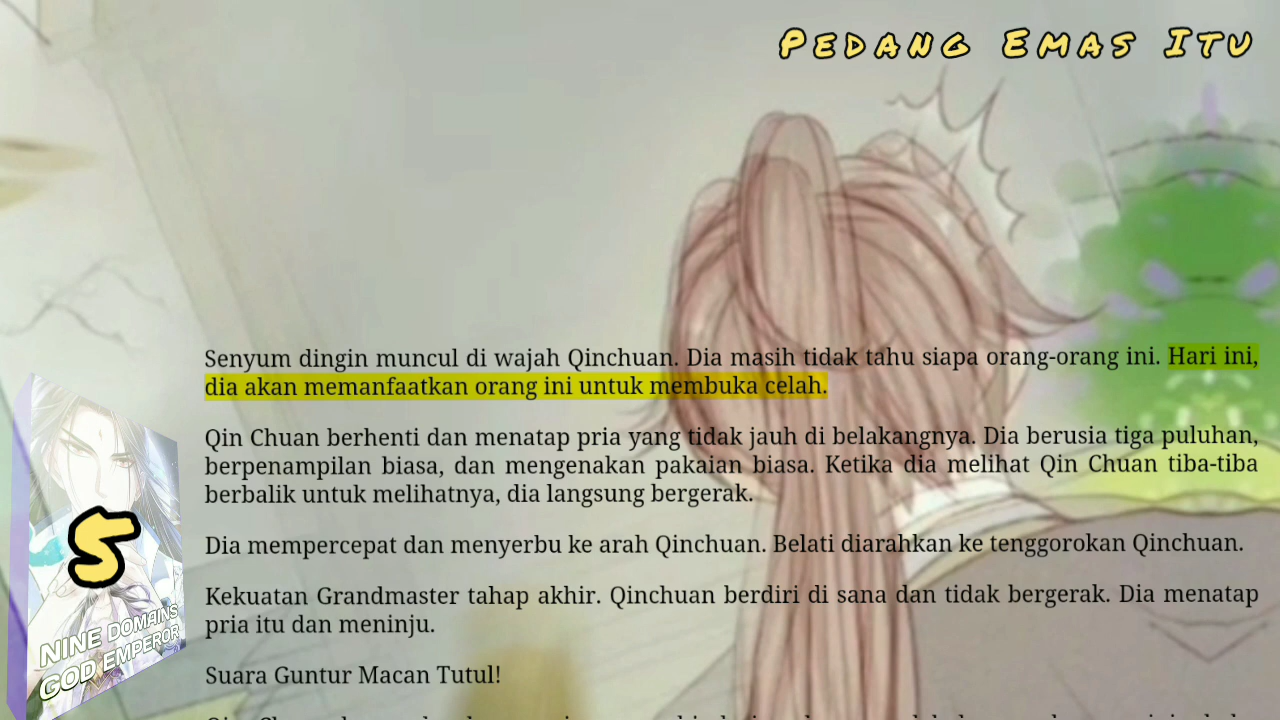 Pedang Emas Itu
Senyum dingin muncul di wajah Qinchuan. Dia masih tidak tahu siapa orang-orang ini. Hari ini,
dia akan memanfaatkan orang ini untuk membuka celah.
Qin Chuan berhenti dan menatap pria yang tidak jauh di belakangnya. Dia berusia tiga puluhan,
berpenampilan biasa, dan mengenakan pakaian biasa. Ketika dia melihat Qin Chuan tiba-tiba
berbalik untuk melihatnya, dia langsung bergerak.
Dia mempercepat dan menyerbu ke arah Qinchuan. Belati diarahkan ke tenggorokan Qinchuan.
Kekuatan Grandmaster tahap akhir. Qinchuan berdiri di sana dan tidak bergerak. Dia menatap
pria itu dan meninju.
Suara Guntur Macan Tutul!
5
NINE DOMAINS
GOD EMPEROR